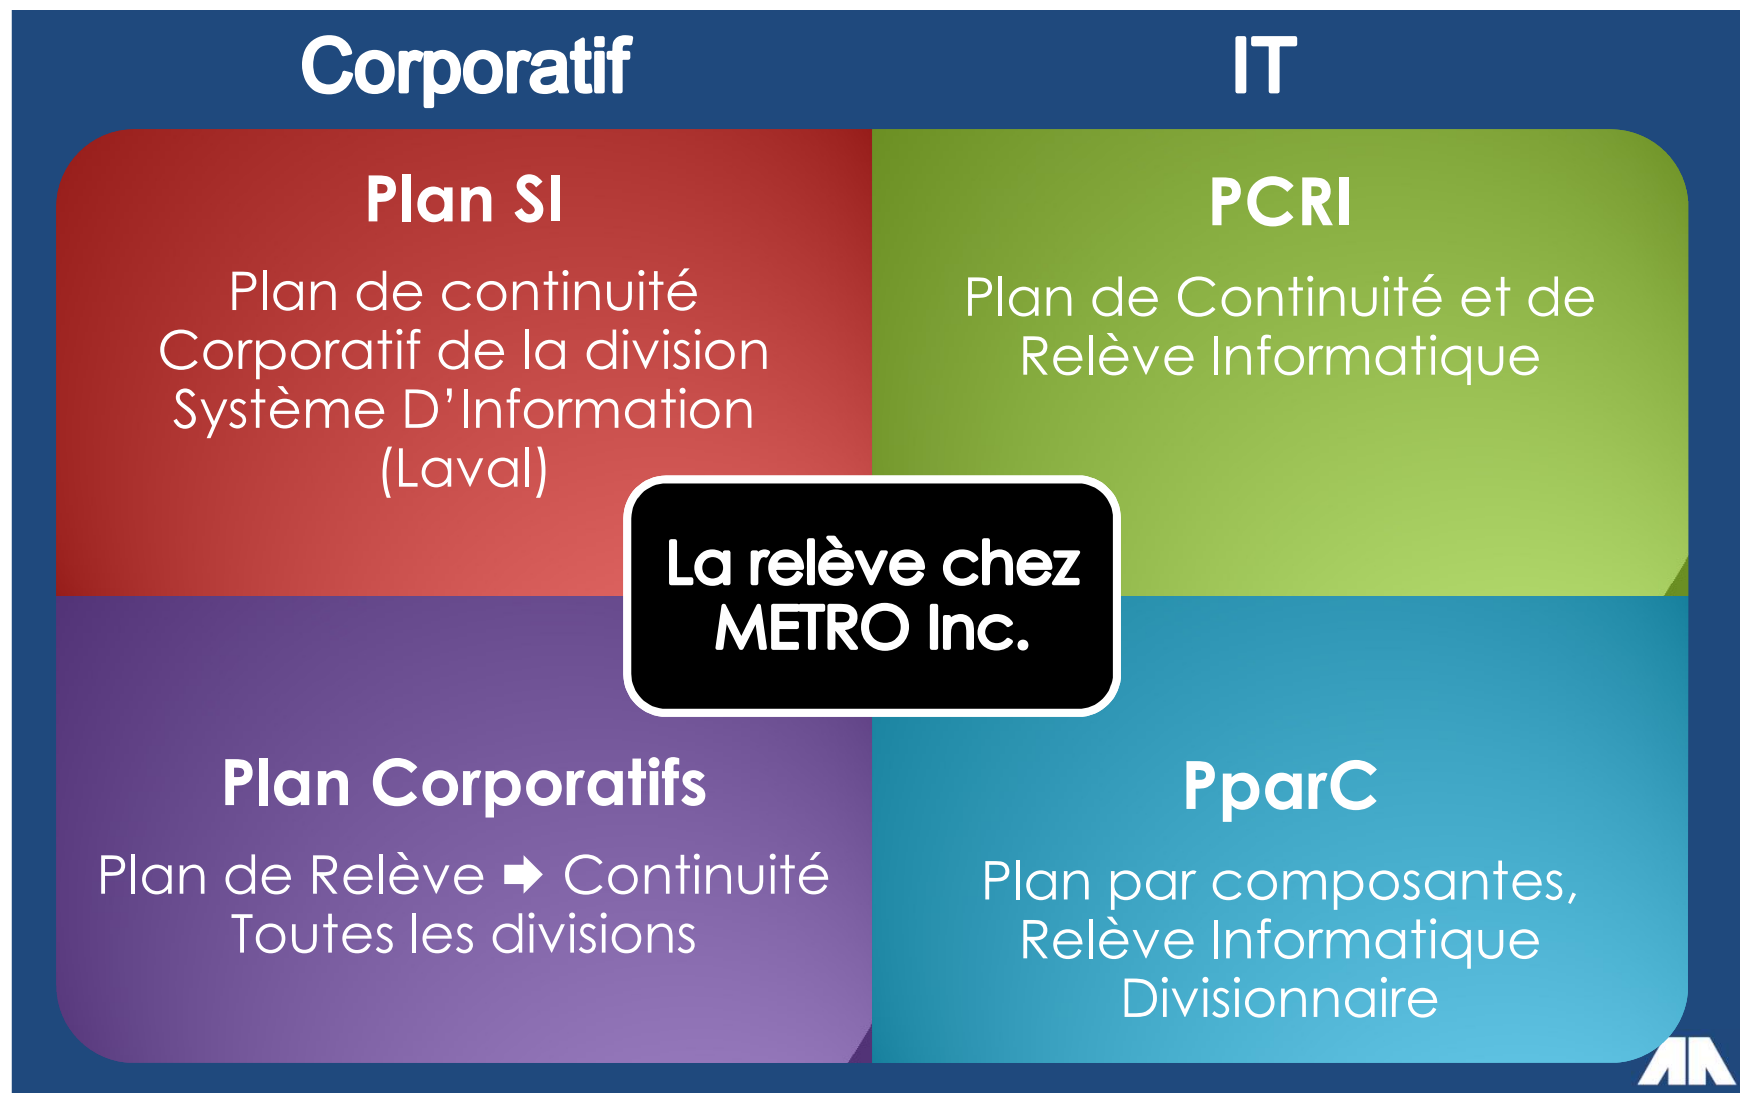 Corporatif
IT
Plan SI
Plan de continuité
Corporatif de la division
Système D’Information
(Laval)
PCRI
Plan de Continuité et de
Relève Informatique
La relève chez
METRO Inc.
Plan Corporatifs
Plan de Relève 🡆 Continuité
Toutes les divisions
PparC
Plan par composantes,
Relève Informatique
Divisionnaire